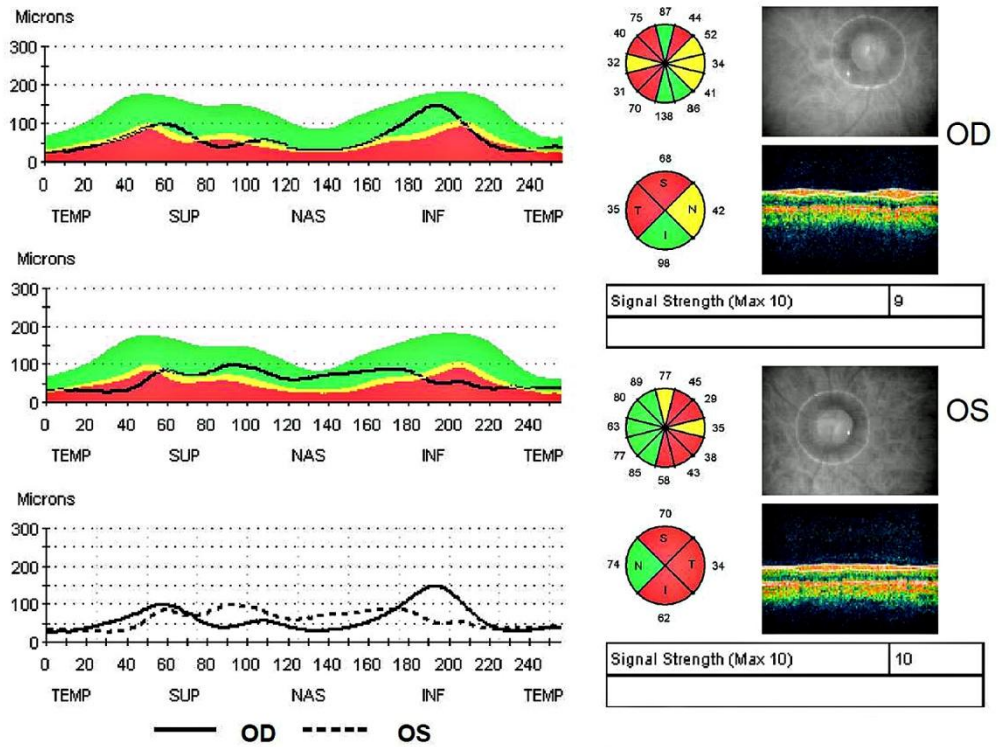 Microns
300
200
100
0
0 20 40 60 80 100 120 140 160 180 200 220 240
TEMP SUP NAS INF TEMP
Microns
300
200
100
0
0 20 40 60 80 100 120 140 160 180 200 220 240
TEMP SUP NAS INF TEMP
Microns
300
200
100
0
0 20 40 60 80 100 120 140 160 180 200 220 240
TEMP SUP NAS INF TEMP
OD OS
87
75 44
40 52
32 34
31 41
70 86
138
OD
68
S
35 T N 42
I
98
Signal Strength (Max 10) 9
77
89 45
80 29
63 35
77 38
85 43
58
OS
70
S
74 N T 34
I
62
Signal Strength (Max 10) 10